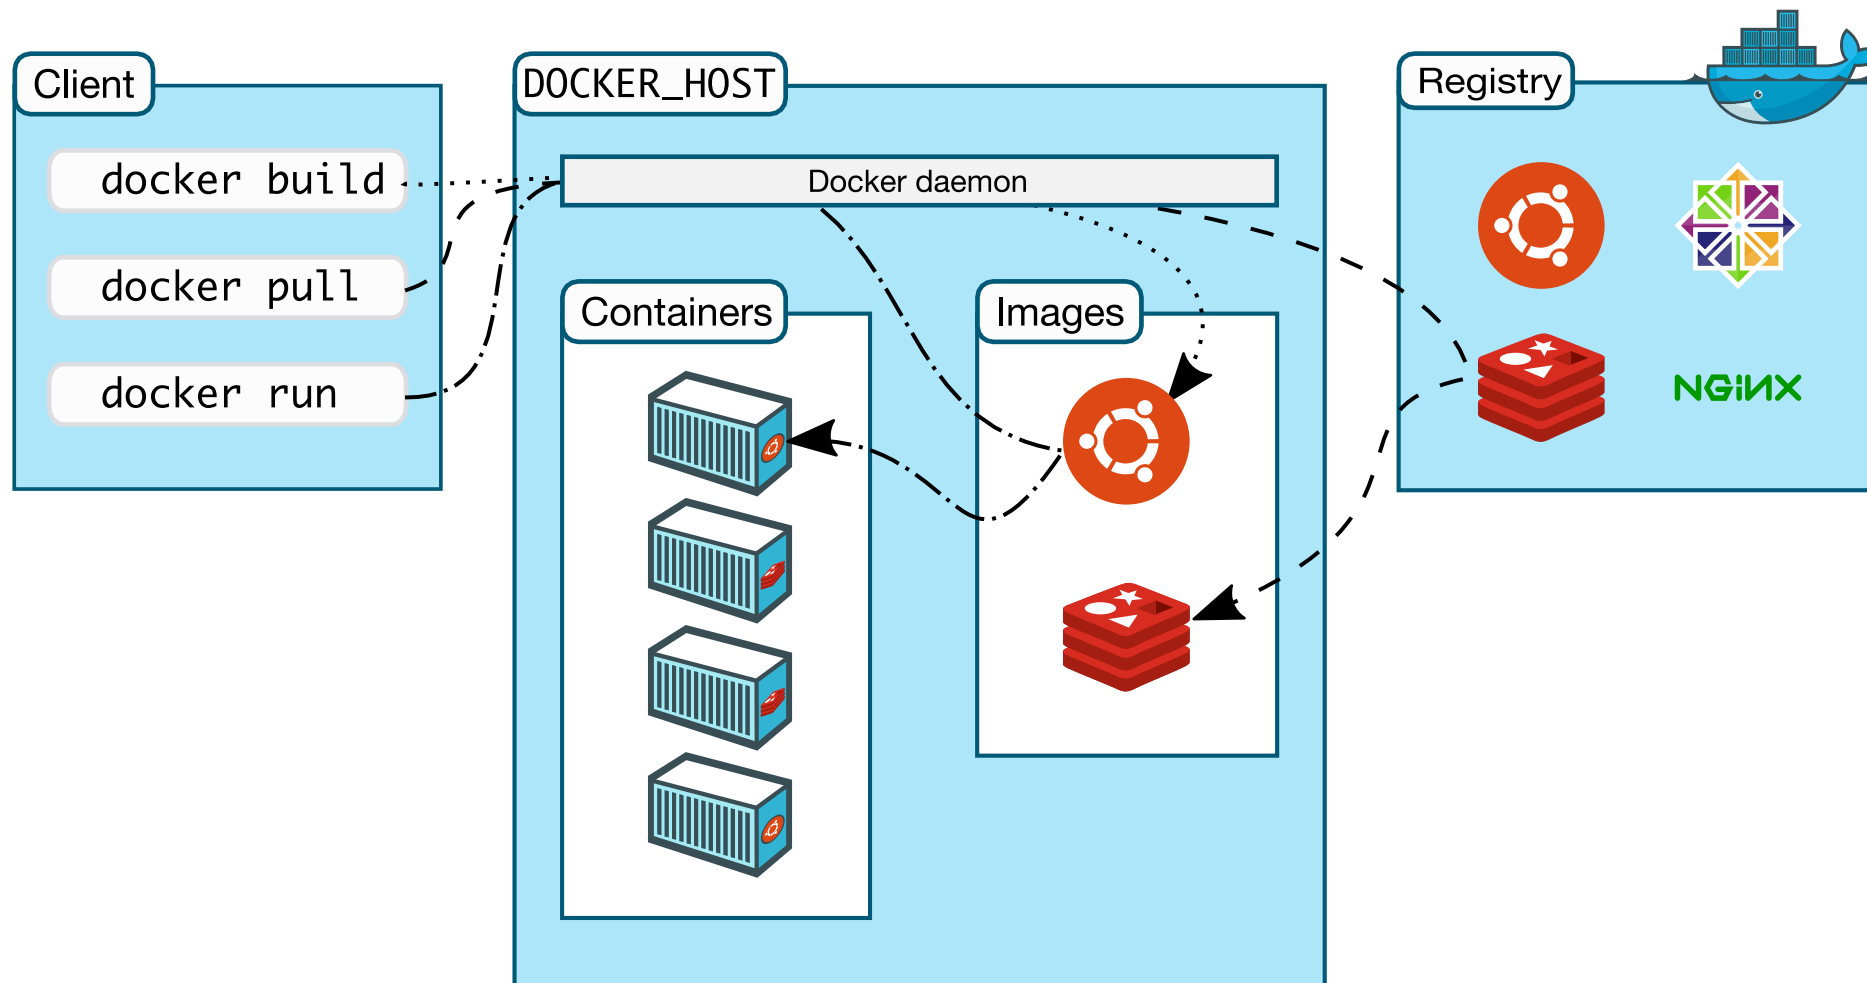 Client
docker build
docker pull
docker run
DOCKER_HOST
Docker daemon
Containers
Images
Registry
NGiNX